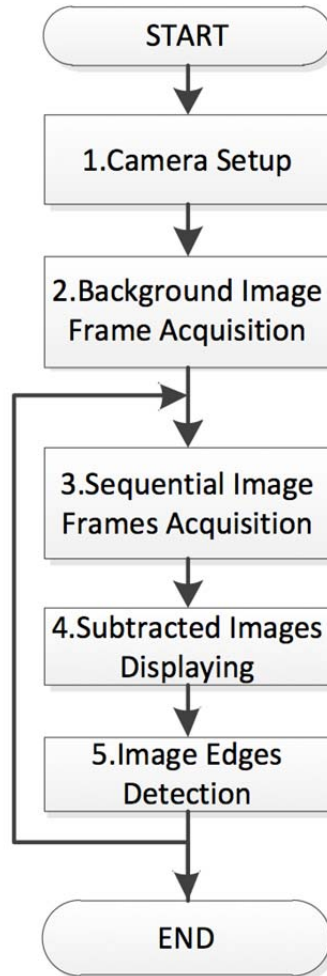 START
1.Camera Setup
2.Background Image
Frame Acquisition
3.Sequential Image
Frames Acquisition
4.Subtracted Images
Displaying
5.Image Edges
Detection
END